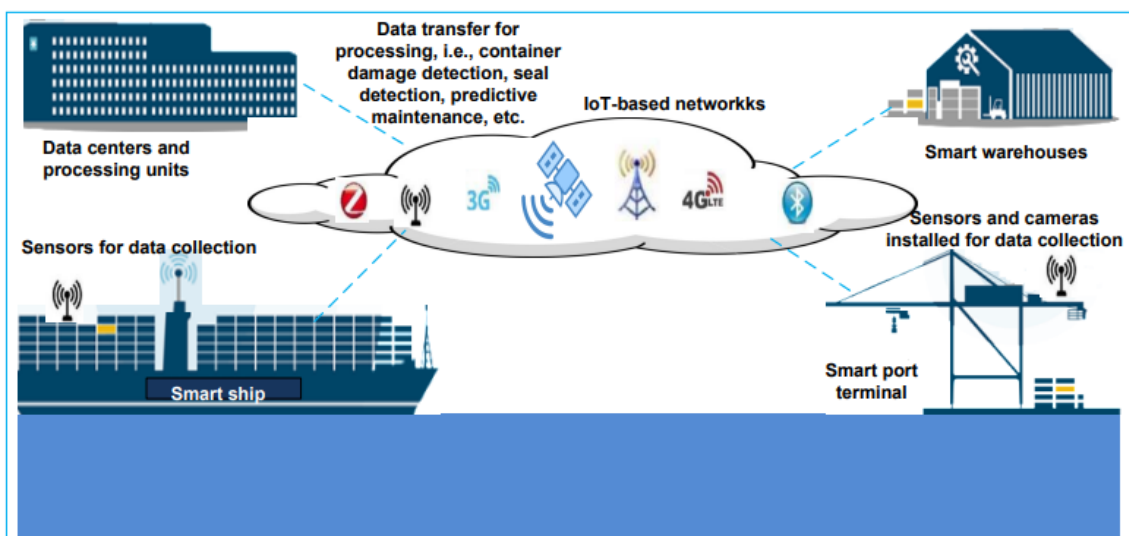 Data transfer for
processing, i.e., container
damage detection, seal
detection, predictive
maintenance, etc.
IoT-based networkks
Data centers and
processing units
Smart warehouses
3G
4G LTE
Sensors for data collection
Sensors and cameras
installed for data collection
Smart port
terminal
Smart ship